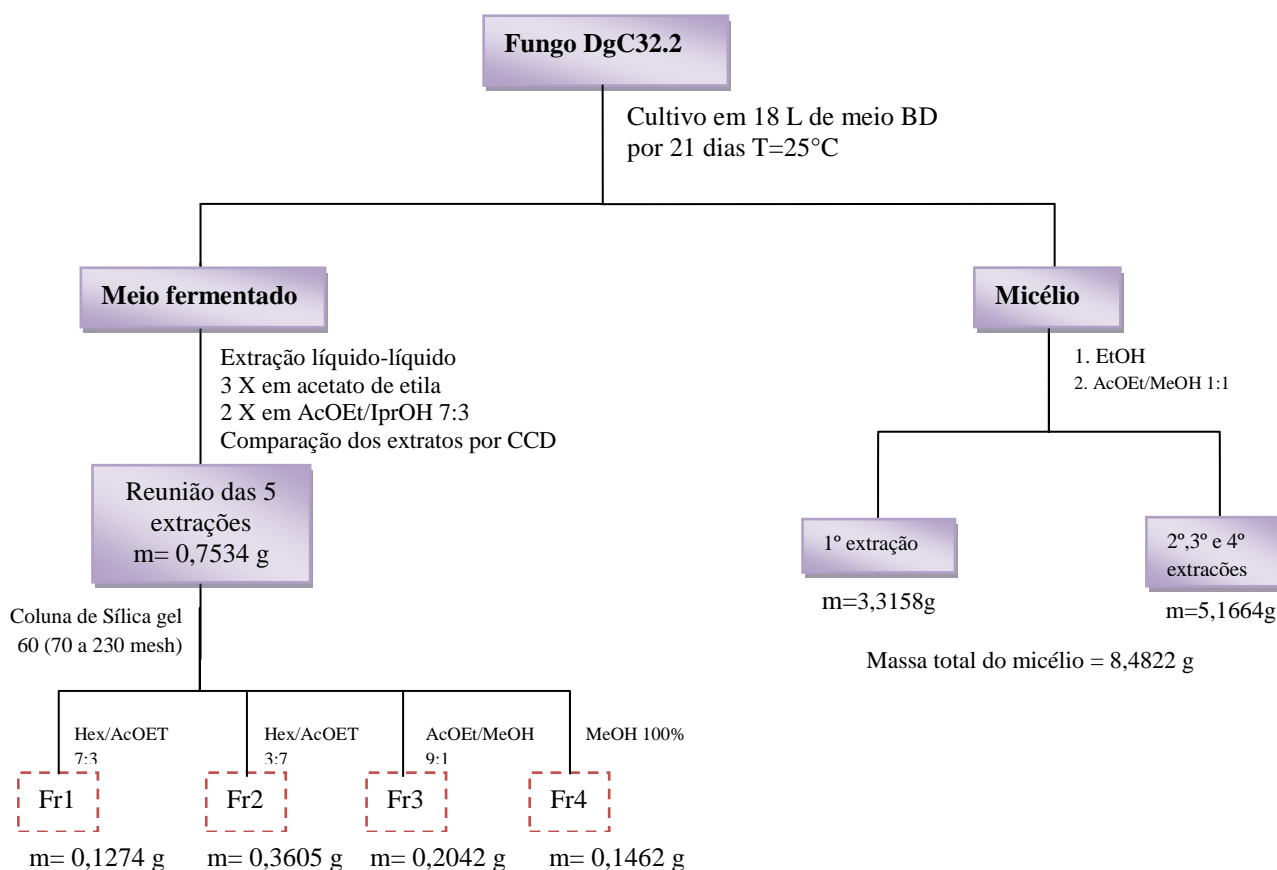 Fungo DgC32.2
Cultivo em 18 L de meio BD
por 21 dias T=25°C
Meio fermentado
Extração líquido-líquido
3 X em acetato de etila
2 X em AcOEt/IprOH 7:3
Comparação dos extratos por CCD
Reunião das 5
extrações
m= 0,7534 g
Coluna de Sílica gel
60 (70 a 230 mesh)
Hex/AcOET
7:3
Fr1
m= 0,1274 g
Hex/AcOET
3:7
Fr2
m= 0,3605 g
AcOEt/MeOH
9:1
Fr3
m= 0,2042 g
MeOH 100%
Fr4
m= 0,1462 g
Micélio
1. EtOH
2. AcOEt/MeOH 1:1
1º extração
m=3,3158g
2º,3º e 4º
extracões
m=5,1664g
Massa total do micélio = 8,4822 g